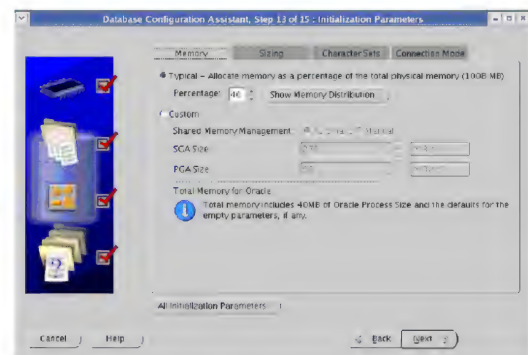 Database Configuration Assistant, Step 13 of 15 : Initialization Parameters
Memory Sizing Character Sets Connection Mode
Typical – Allocate memory as a percentage of the total physical memory (1008 MB)
Percentage: 40 Show Memory Distribution
Custom
Shared Memory Management Automatic Manual
SGA Size
PGA Size
Total Memory for Oracle
Total memory includes 40MB of Oracle Process Size and the defaults for the
empty parameters, if any.
All Initialization Parameters
Cancel Help Back Next